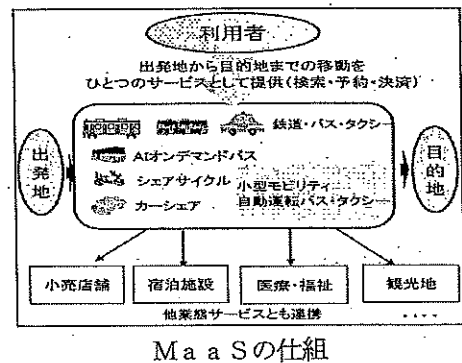 利用者
出発地から目的地までの移動を
ひとつのサービスとして提供(検索・予約・決済)
出発地
鉄道・バス・タクシー
AIオンデマンドバス
シェアサイクル
カーシェア
小型モビリティ
自動運転バス・タクシー
目的地
小売店舗
宿泊施設
医療・福祉
観光地
他業態サービスとも連携
・・・・
MaaSの仕組